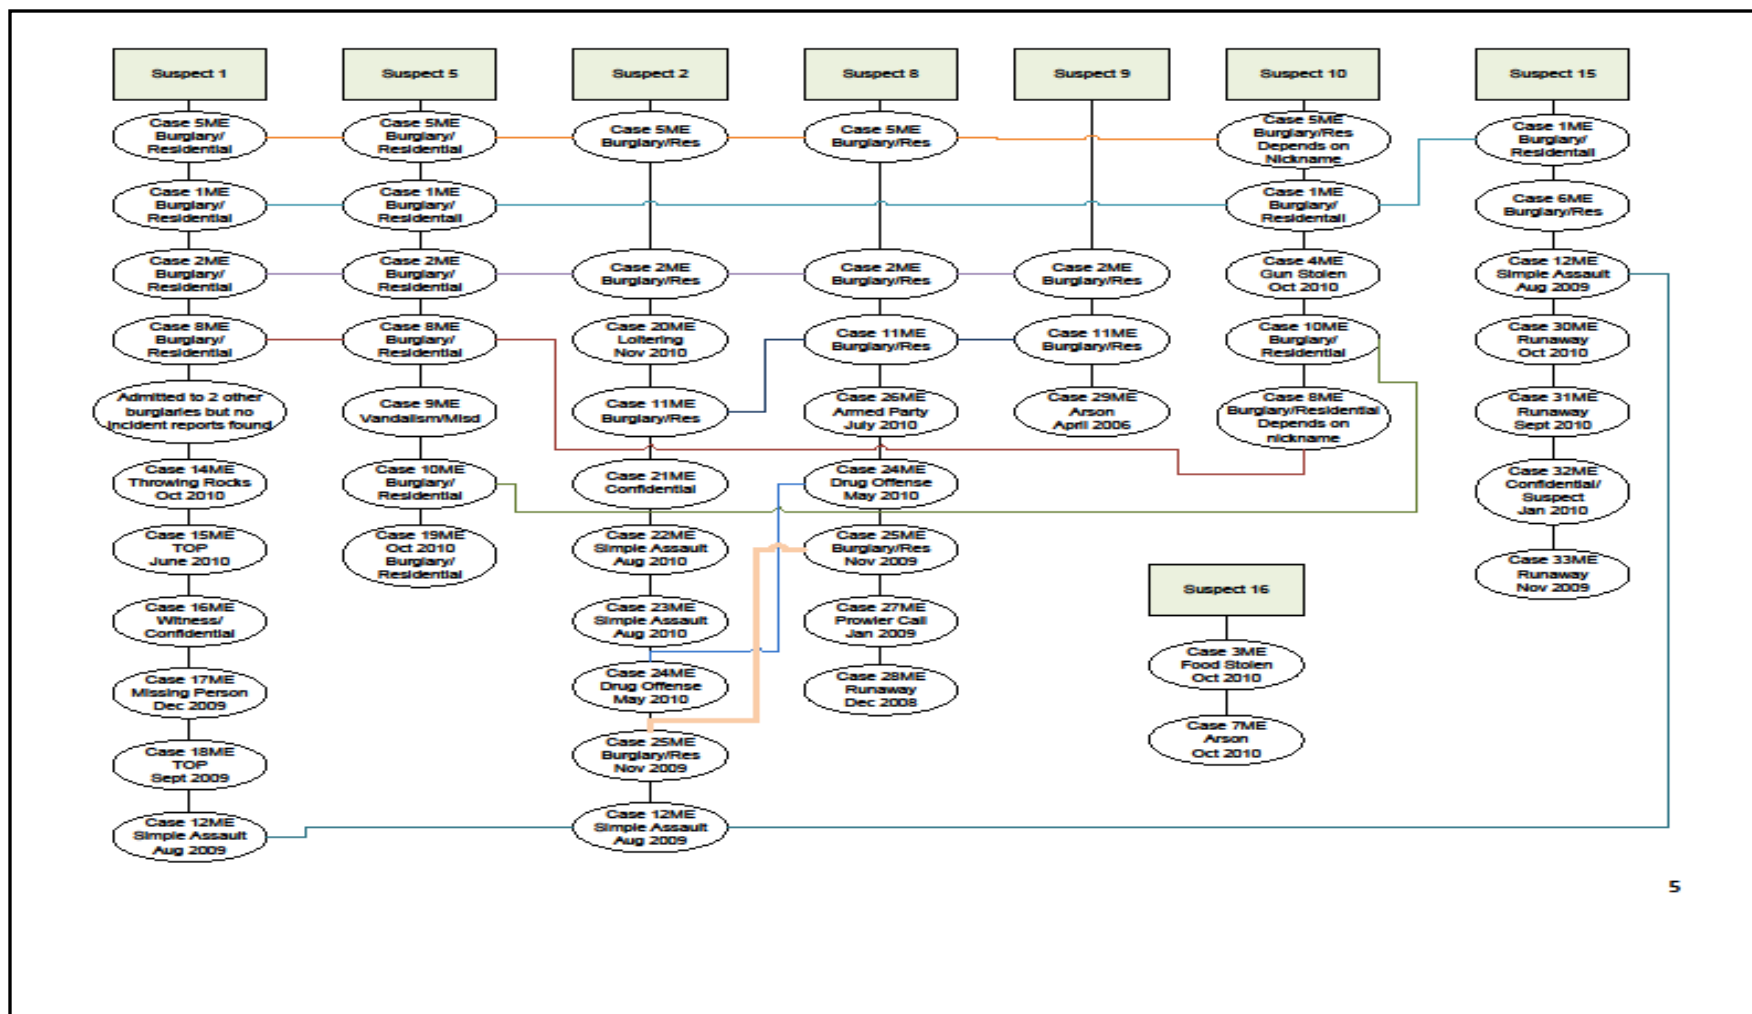 Suspect 1
Case 5ME
Burglary/
Residential
Case 1ME
Burglary/
Residential
Case 2ME
Burglary/
Residential
Case 8ME
Burglary/
Residential
Admitted to 2 other
burglaries but no
incident reports found
Case 14ME
Throwing Rocks
Oct 2010
Case 15ME
TOP
June 2010
Case 16ME
Witness/
Confidential
Case 17ME
Missing Person
Dec 2009
Case 18ME
TOP
Sept 2009
Case 12ME
Simple Assault
Aug 2009
Suspect 5
Case 5ME
Burglary/
Residential
Case 1ME
Burglary/
Residentail
Case 2ME
Burglary/
Residential
Case 8ME
Burglary/
Residential
Case 9ME
Vandalism/Misd
Case 10ME
Burglary/
Residential
Case 19ME
Oct 2010
Burglary/
Residential
Suspect 2
Case 5ME
Burglary/Res
Case 2ME
Burglary/Res
Case 20ME
Loitering
Nov 2010
Case 11ME
Burglary/Res
Case 21ME
Confidential
Case 22ME
Simple Assault
Aug 2010
Case 23ME
Simple Assault
Aug 2010
Case 24ME
Drug Offense
May 2010
Case 25ME
Burglary/Res
Nov 2009
Case 12ME
Simple Assault
Aug 2009
Suspect 8
Case 5ME
Burglary/Res
Case 2ME
Burglary/Res
Case 11ME
Burglary/Res
Case 26ME
Armed Party
July 2010
Case 24ME
Drug Offense
May 2010
Case 25ME
Burglary/Res
Nov 2009
Case 27ME
Prowler Call
Jan 2009
Case 28ME
Runaway
Dec 2008
Suspect 9
Case 2ME
Burglary/Res
Case 11ME
Burglary/Res
Case 29ME
Arson
April 2006
Suspect 10
Case 5ME
Burglary/Res
Depends on
Nickname
Case 1ME
Burglary/
Residentail
Case 4ME
Gun Stolen
Oct 2010
Case 10ME
Burglary/
Residential
Case 8ME
Burglary/Residential
Depends on
nickname
Suspect 16
Case 3ME
Food Stolen
Oct 2010
Case 7ME
Arson
Oct 2010
Suspect 15
Case 1ME
Burglary/
Residentail
Case 6ME
Burglary/Res
Case 12ME
Simple Assault
Aug 2009
Case 30ME
Runaway
Oct 2010
Case 31ME
Runaway
Sept 2010
Case 32ME
Confidential/
Suspect
Jan 2010
Case 33ME
Runaway
Nov 2009
5